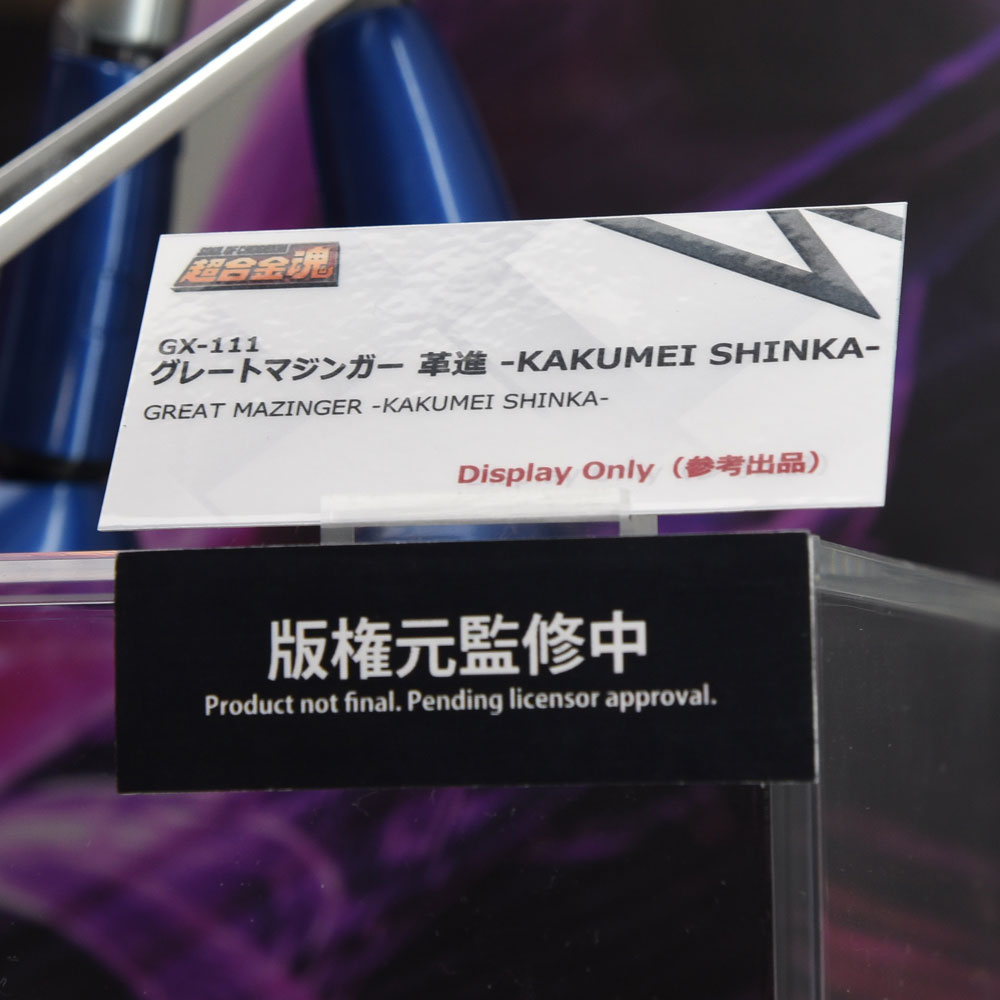 超合金魂
GX-111
グレートマジンガー 革進 -KAKUMEI SHINKA-
GREAT MAZINGER -KAKUMEI SHINKA-
Display Only（参考出品）
版権元監修中
Product not final. Pending licensor approval.